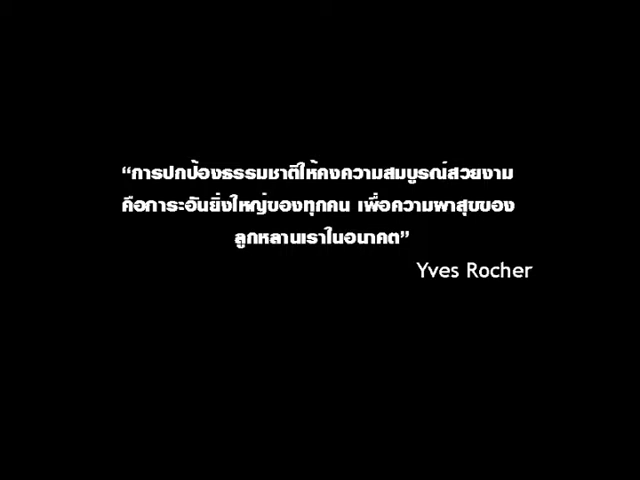 “การปกป้องธรรมชาติให้คงความสมบูรณ์สวยงาม
คือภาระอันยิ่งใหญ่ของทุกคน เพื่อความผาสุขของ
ลูกหลานเราในอนาคต”
Yves Rocher